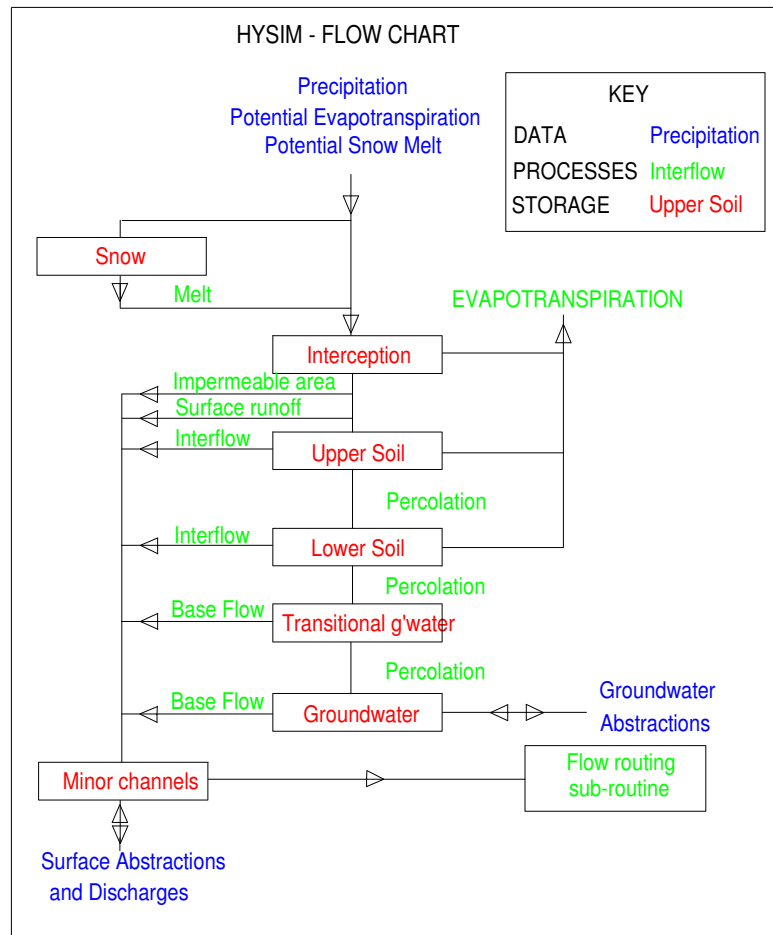 HYSIM - FLOW CHART
Precipitation
Potential Evapotranspiration
Potential Snow Melt
KEY
DATA Precipitation
PROCESSES Interflow
STORAGE Upper Soil
Snow
Melt
EVAPOTRANSPIRATION
Interception
Impermeable area
Surface runoff
Interflow
Upper Soil
Percolation
Interflow
Lower Soil
Percolation
Base Flow
Transitional g'water
Percolation
Base Flow
Groundwater
Groundwater
Abstractions
Minor channels
Flow routing
sub-routine
Surface Abstractions
and Discharges